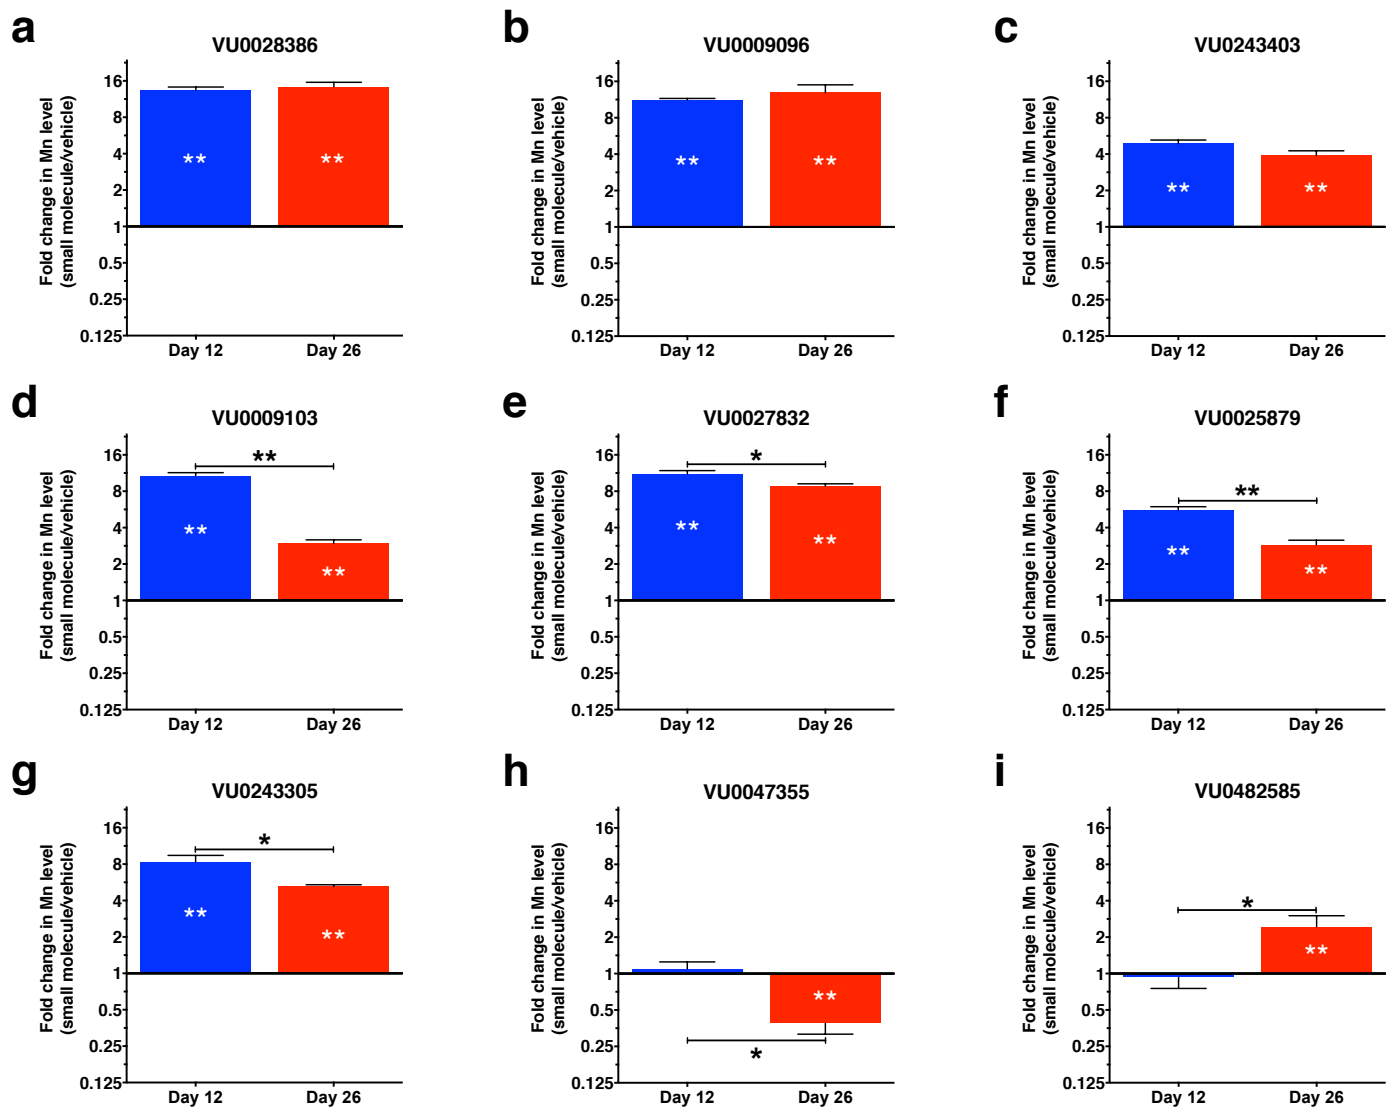 a
VU0028386
Fold change in Mn level
(small molecule/vehicle)
16
8
4
2
1
0.5
0.25
0.125
**
**
Day 12
Day 26
b
VU0009096
Fold change in Mn level
(small molecule/vehicle)
16
8
4
2
1
0.5
0.25
0.125
**
**
Day 12
Day 26
c
VU0243403
Fold change in Mn level
(small molecule/vehicle)
16
8
4
2
1
0.5
0.25
0.125
**
**
Day 12
Day 26
d
VU0009103
Fold change in Mn level
(small molecule/vehicle)
16
8
4
2
1
0.5
0.25
0.125
**
**
**
Day 12
Day 26
e
VU0027832
Fold change in Mn level
(small molecule/vehicle)
16
8
4
2
1
0.5
0.25
0.125
*
**
**
Day 12
Day 26
f
VU0025879
Fold change in Mn level
(small molecule/vehicle)
16
8
4
2
1
0.5
0.25
0.125
**
**
**
Day 12
Day 26
g
VU0243305
Fold change in Mn level
(small molecule/vehicle)
16
8
4
2
1
0.5
0.25
0.125
*
**
**
Day 12
Day 26
h
VU0047355
Fold change in Mn level
(small molecule/vehicle)
16
8
4
2
1
0.5
0.25
0.125
**
*
Day 12
Day 26
i
VU0482585
Fold change in Mn level
(small molecule/vehicle)
16
8
4
2
1
0.5
0.25
0.125
*
**
Day 12
Day 26